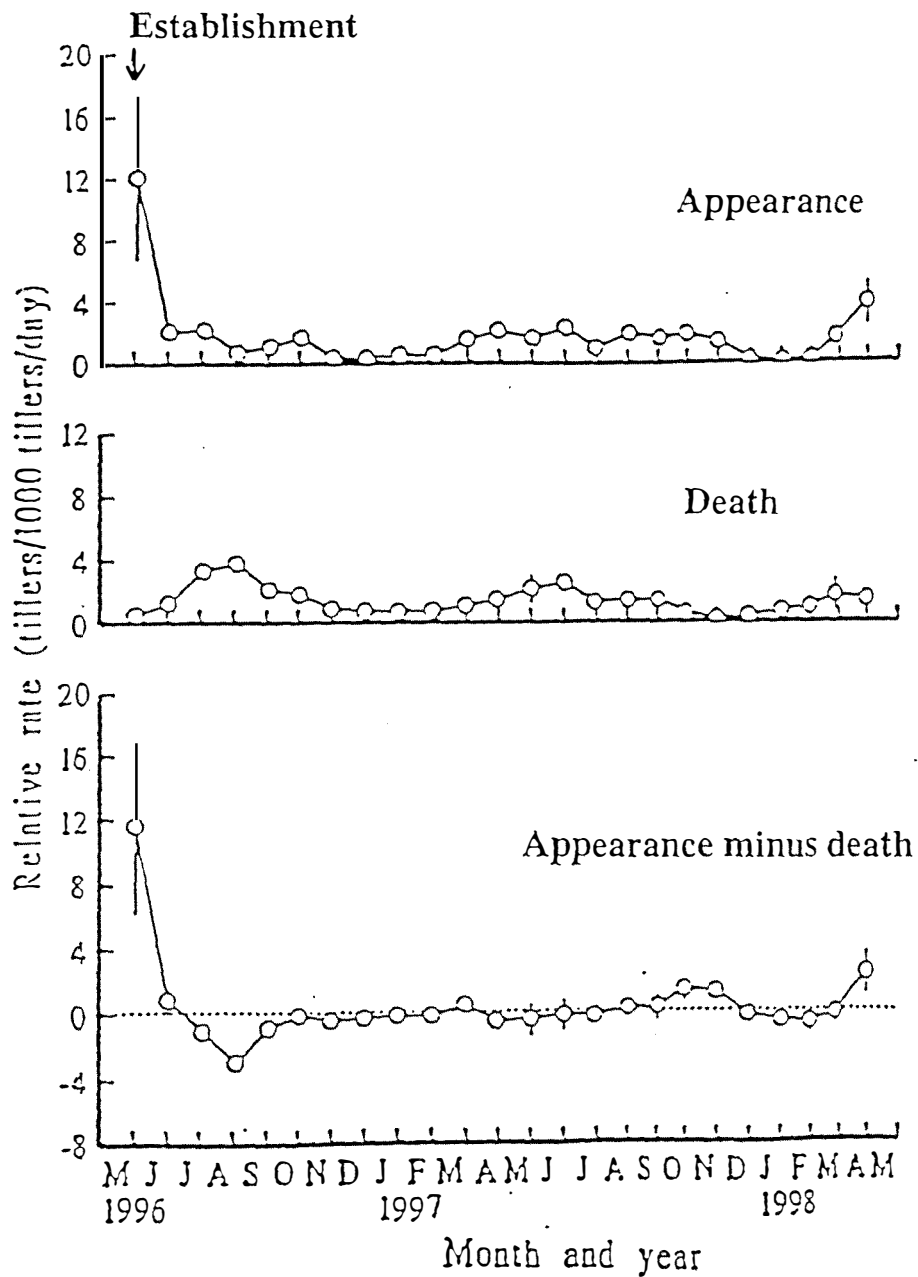 Establishment
20
16
12
8
4
0
Appearance
12
8
4
0
Death
20
16
12
8
4
0
-4
-8
Appearance minus death
Relative rate (tillers/1000 tillers/day)
M J J A S O N D J F M A M J J A S O N D J F M A M
1996 1997 1998
Month and year